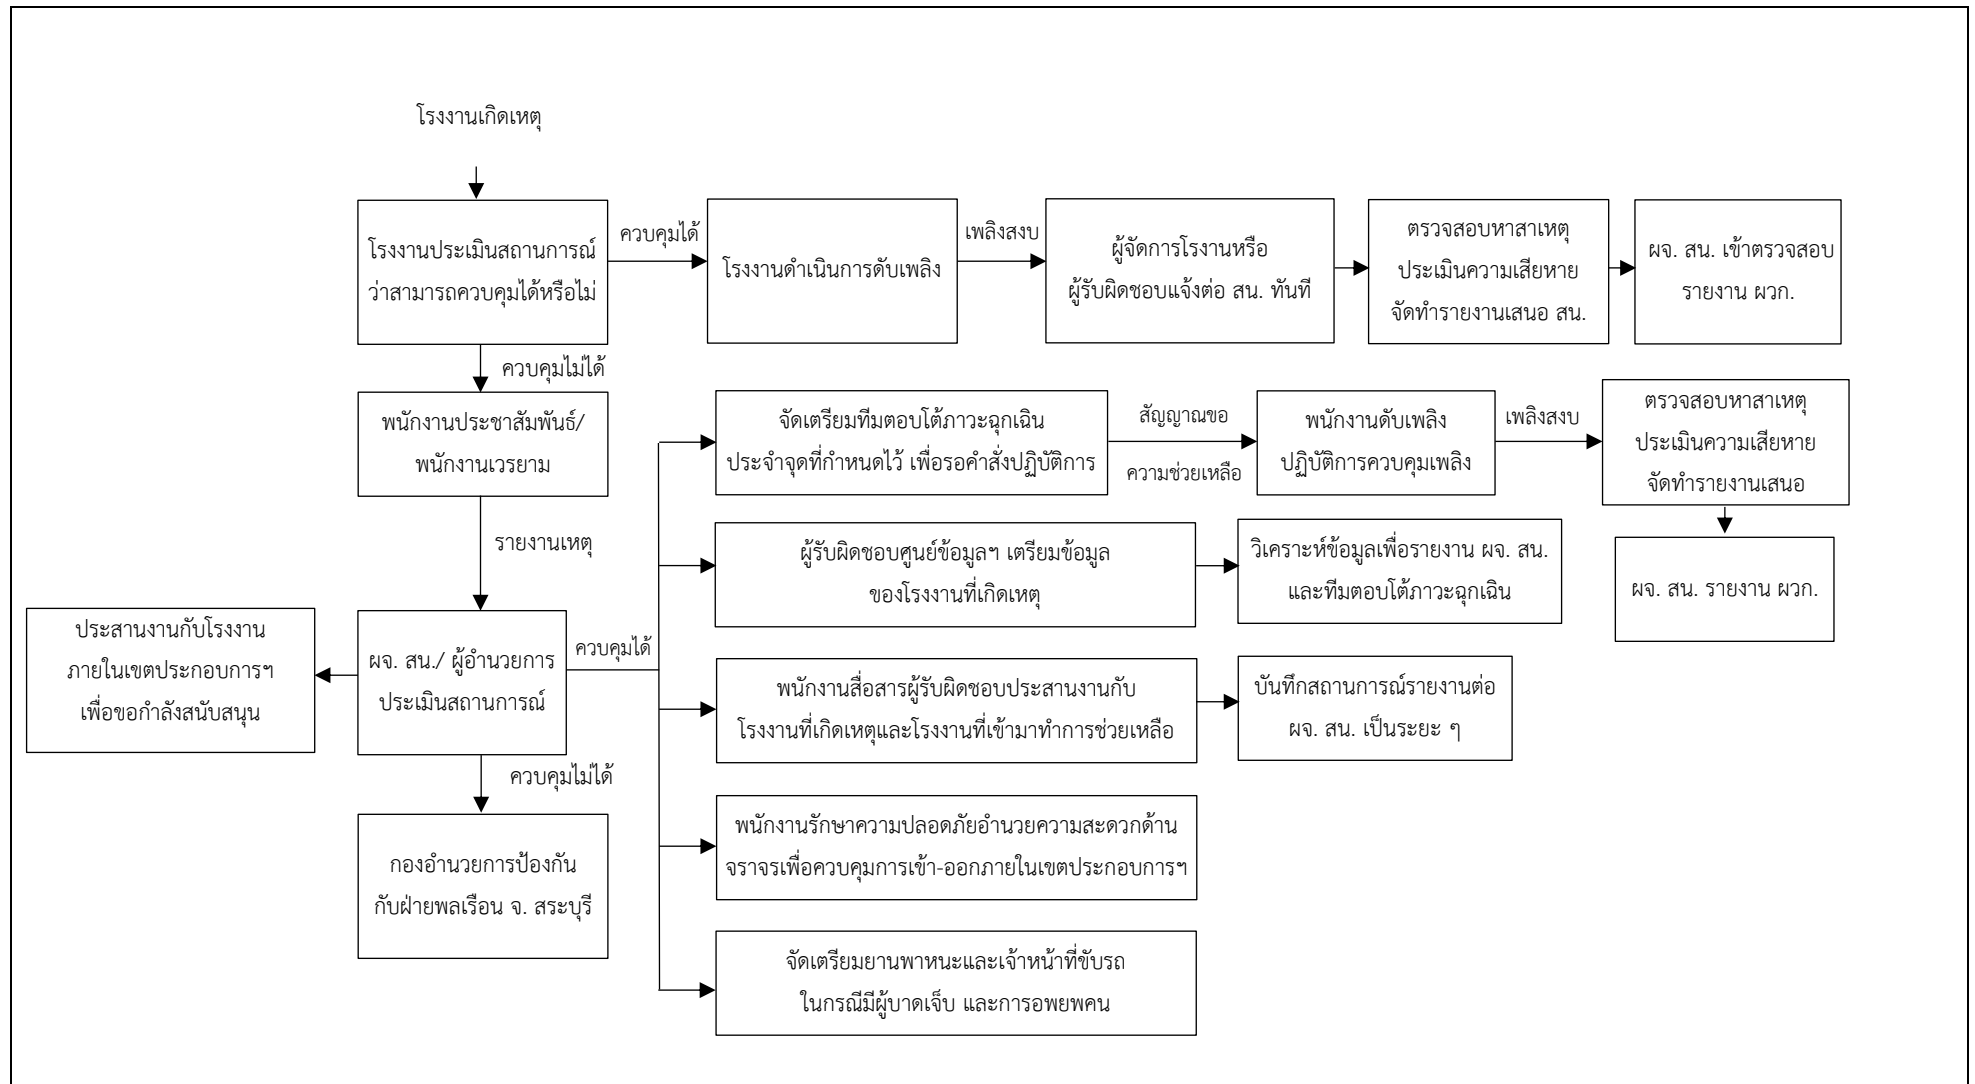 โรงงานเกิดเหตุ
โรงงานประเมินสถานการณ์
ว่าสามารถควบคุมได้หรือไม่
ควบคุมได้
โรงงานดำเนินการดับเพลิง
เพลิงสงบ
ผู้จัดการโรงานหรือ
ผู้รับผิดชอบแจ้งต่อ สน. ทันที
ตรวจสอบหาสาเหตุ
ประเมินความเสียหาย
จัดทำรายงานเสนอ สน.
ผจ. สน. เข้าตรวจสอบ
รายงาน ผวก.
ควบคุมไม่ได้
พนักงานประชาสัมพันธ์/
พนักงานเวรยาม
จัดเตรียมทีมตอบโต้ภาวะฉุกเฉิน
ประจำจุดที่กำหนดไว้ เพื่อรอคำสั่งปฏิบัติการ
สัญญาณขอ
ความช่วยเหลือ
พนักงานดับเพลิง
ปฏิบัติการควบคุมเพลิง
เพลิงสงบ
ตรวจสอบหาสาเหตุ
ประเมินความเสียหาย
จัดทำรายงานเสนอ
รายงานเหตุ
ผู้รับผิดชอบศูนย์ข้อมูลฯ เตรียมข้อมูล
ของโรงงานที่เกิดเหตุ
วิเคราะห์ข้อมูลเพื่อรายงาน ผจ. สน.
และทีมตอบโต้ภาวะฉุกเฉิน
ผจ. สน. รายงาน ผวก.
ประสานงานกับโรงงาน
ภายในเขตประกอบการฯ
เพื่อขอกำลังสนับสนุน
ผจ. สน./ ผู้อำนวยการ
ประเมินสถานการณ์
ควบคุมได้
พนักงานสื่อสารผู้รับผิดชอบประสานงานกับ
โรงงานที่เกิดเหตุและโรงงานที่เข้ามาทำการช่วยเหลือ
บันทึกสถานการณ์รายงานต่อ
ผจ. สน. เป็นระยะ ๆ
ควบคุมไม่ได้
กองอำนวยการป้องกัน
กับฝ่ายพลเรือน จ. สระบุรี
พนักงานรักษาความปลอดภัยอำนวยความสะดวกด้าน
จราจรเพื่อควบคุมการเข้า-ออกภายในเขตประกอบการฯ
จัดเตรียมยานพาหนะและเจ้าหน้าที่ขับรถ
ในกรณีมีผู้บาดเจ็บ และการอพยพคน